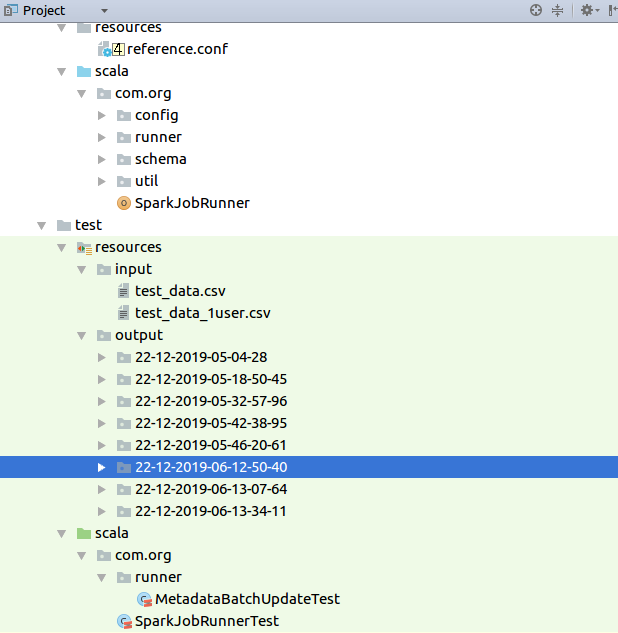 Project
resources
reference.conf
scala
com.org
config
runner
schema
util
SparkJobRunner
test
resources
input
test_data.csv
test_data_1user.csv
output
22-12-2019-05-04-28
22-12-2019-05-18-50-45
22-12-2019-05-32-57-96
22-12-2019-05-42-38-95
22-12-2019-05-46-20-61
22-12-2019-06-12-50-40
22-12-2019-06-13-07-64
22-12-2019-06-13-34-11
scala
com.org
runner
MetadataBatchUpdateTest
SparkJobRunnerTest